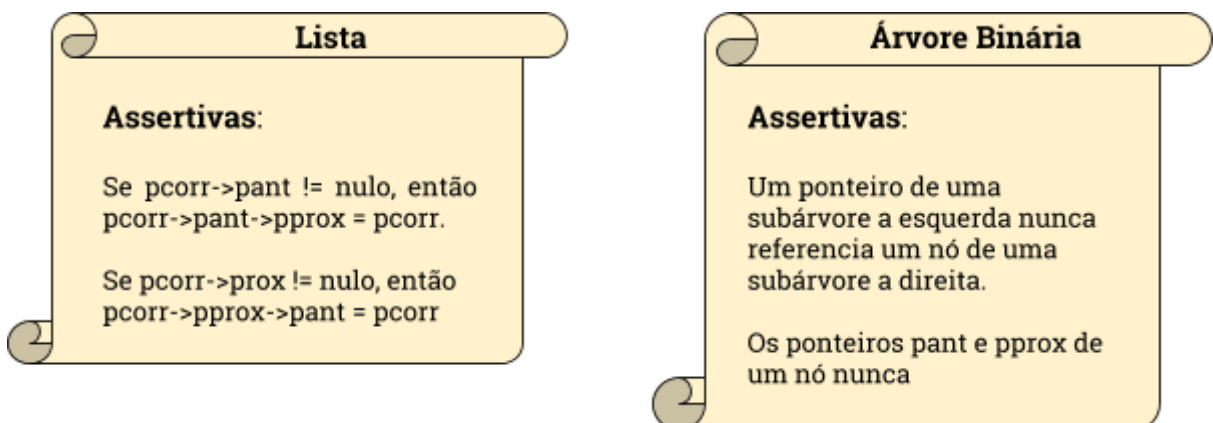 Lista
Assertivas:
Se pcorr->pant != nulo, então
pcorr->pant->pprox = pcorr.
Se pcorr->prox != nulo, então
pcorr->pprox->pant = pcorr
Árvore Binária
Assertivas:
Um ponteiro de uma
subárvore a esquerda nunca
referencia um nó de uma
subárvore a direita.
Os ponteiros pant e pprox de
um nó nunca